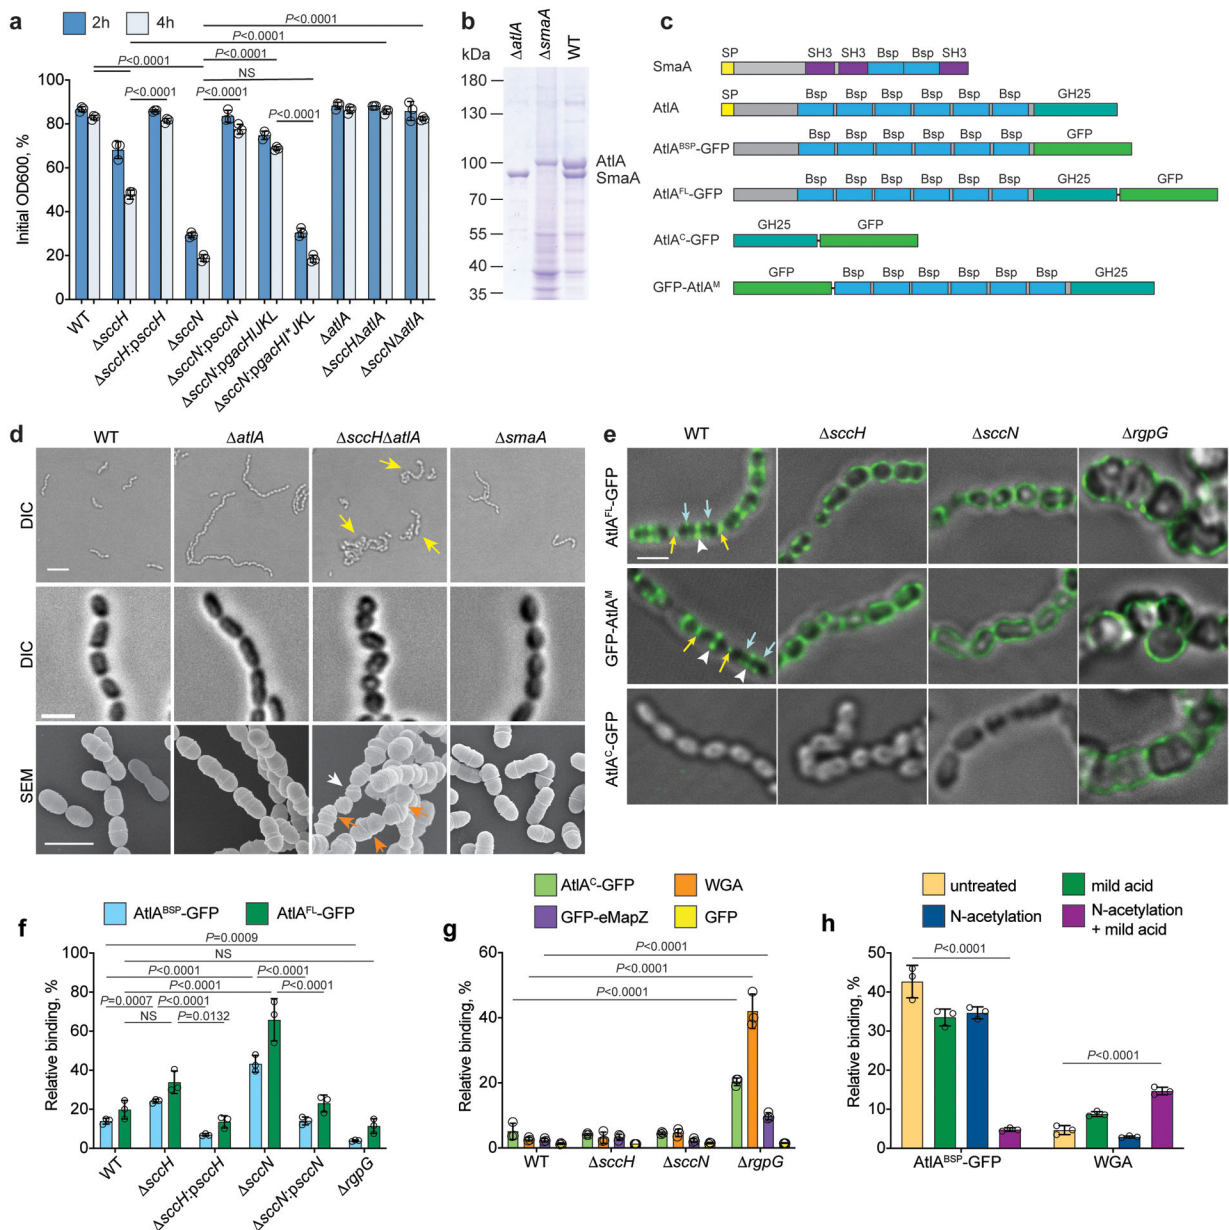 a
2h
4h
P<0.0001
P<0.0001
P<0.0001
P<0.0001
NS
P<0.0001
P<0.0001
P<0.0001
Initial OD600, %
100
80
60
40
20
0
WT
ΔsccH
ΔsccH:psccH
ΔsccN
ΔsccN:psccN
ΔsccN:pgacHIJKL
ΔsccN:pgacHI*JKL
ΔatlA
ΔsccHΔatlA
ΔsccNΔatlA
b
ΔatlA
ΔsmaA
WT
kDa
180
130
100
70
55
40
35
AtlA
SmaA
c
SP SH3 SH3 Bsp Bsp SH3
SmaA
SP Bsp Bsp Bsp Bsp Bsp Bsp GH25
AtlA
Bsp Bsp Bsp Bsp Bsp Bsp GFP
AtlAᴮˢᴾ-GFP
Bsp Bsp Bsp Bsp Bsp Bsp GH25 GFP
AtlAᶠᴸ-GFP
GH25 GFP
AtlAᶜ-GFP
GFP Bsp Bsp Bsp Bsp Bsp Bsp GH25
GFP-AtlAᴹ
d
WT
ΔatlA
ΔsccHΔatlA
ΔsmaA
DIC
DIC
SEM
e
WT
ΔsccH
ΔsccN
ΔrgpG
AtlAᶠᴸ-GFP
GFP-AtlAᴹ
AtlAᶜ-GFP
f
AtlAᴮˢᴾ-GFP
AtlAᶠᴸ-GFP
P=0.0009
NS
P<0.0001 P<0.0001
P<0.0001 P<0.0001
P=0.0007 P<0.0001
NS P=0.0132
Relative binding, %
100
80
60
40
20
0
WT
ΔsccH
ΔsccH:psccH
ΔsccN
ΔsccN:psccN
ΔrgpG
g
AtlAᶜ-GFP
WGA
GFP-eMapZ
GFP
P<0.0001
P<0.0001
P<0.0001
Relative binding, %
60
40
20
0
WT
ΔsccH
ΔsccN
ΔrgpG
h
untreated
mild acid
N-acetylation
N-acetylation
+ mild acid
P<0.0001
P<0.0001
Relative binding, %
50
40
30
20
10
0
AtlAᴮˢᴾ-GFP
WGA